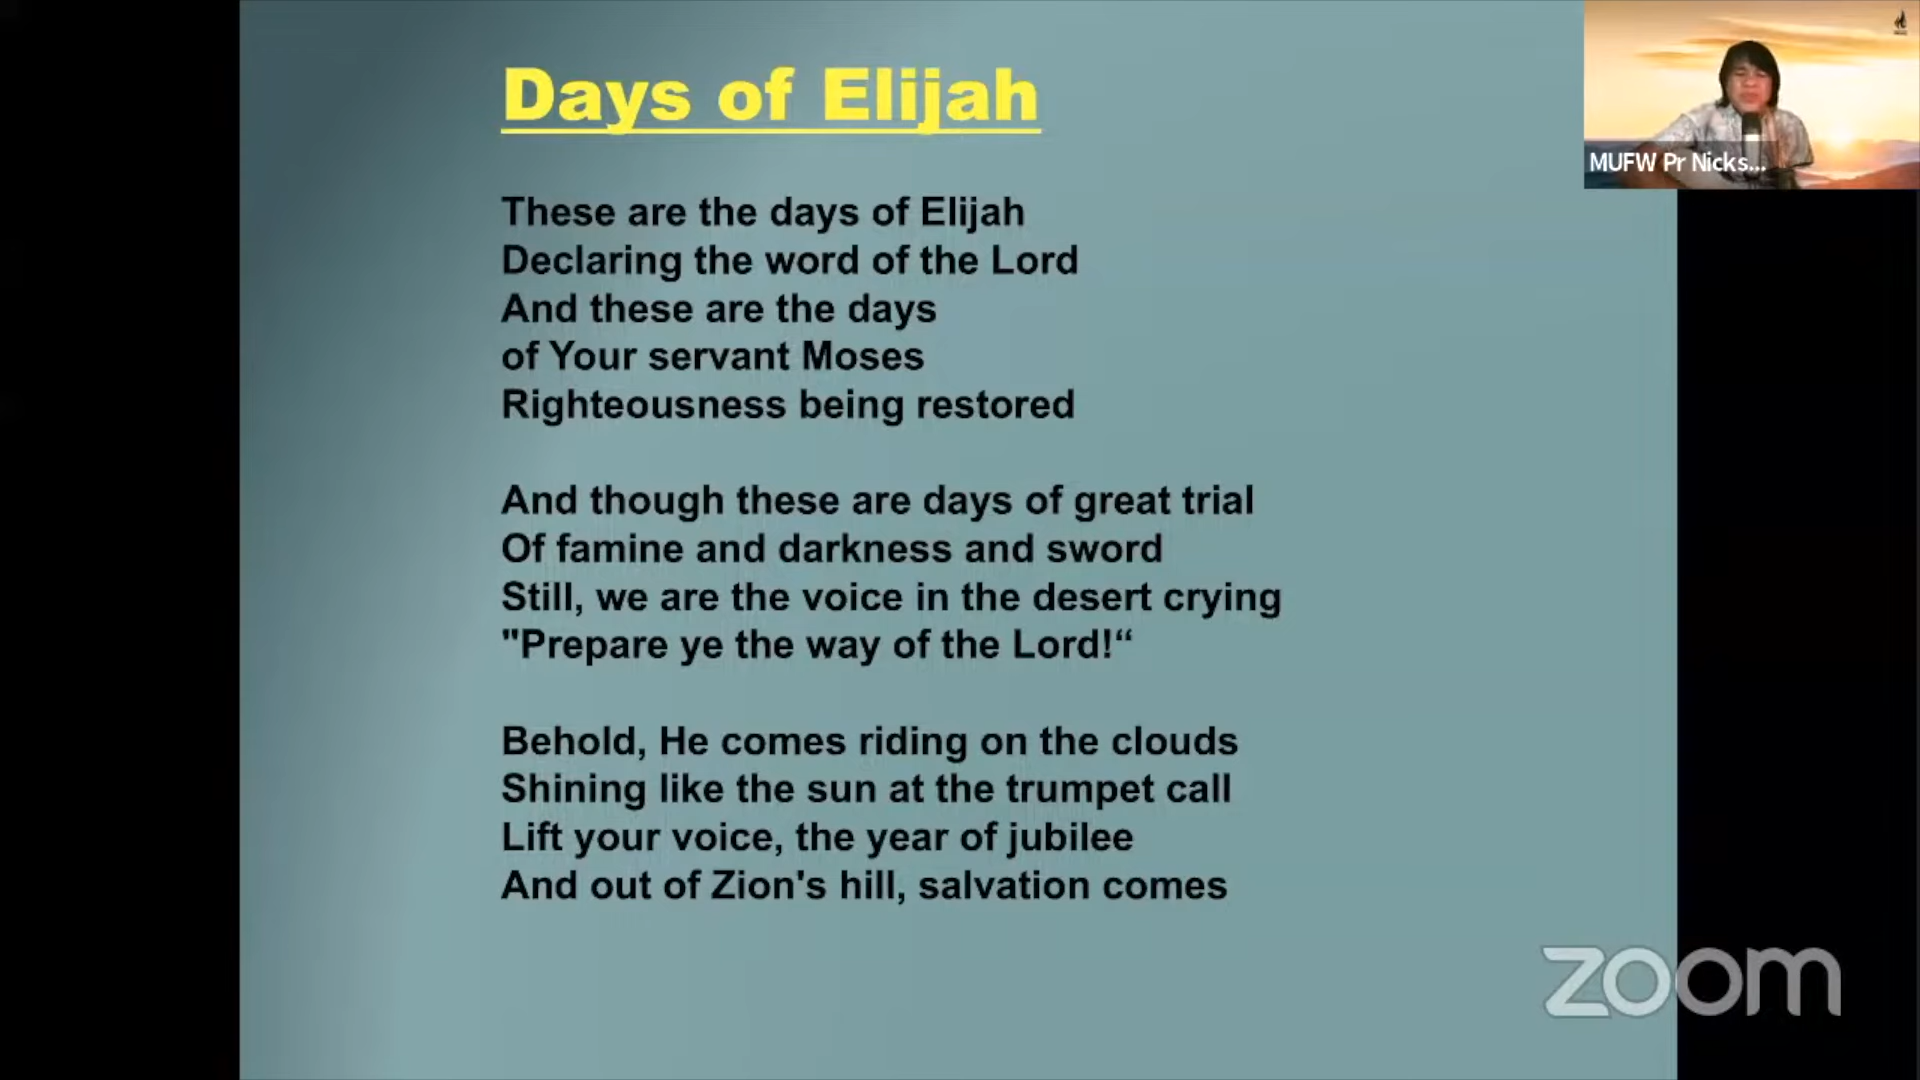 Days of Elijah
These are the days of Elijah
Declaring the word of the Lord
And these are the days
of Your servant Moses
Righteousness being restored
And though these are days of great trial
Of famine and darkness and sword
Still, we are the voice in the desert crying
"Prepare ye the way of the Lord!“
Behold, He comes riding on the clouds
Shining like the sun at the trumpet call
Lift your voice, the year of jubilee
And out of Zion's hill, salvation comes
MUFW Pr Nicks...
zoom